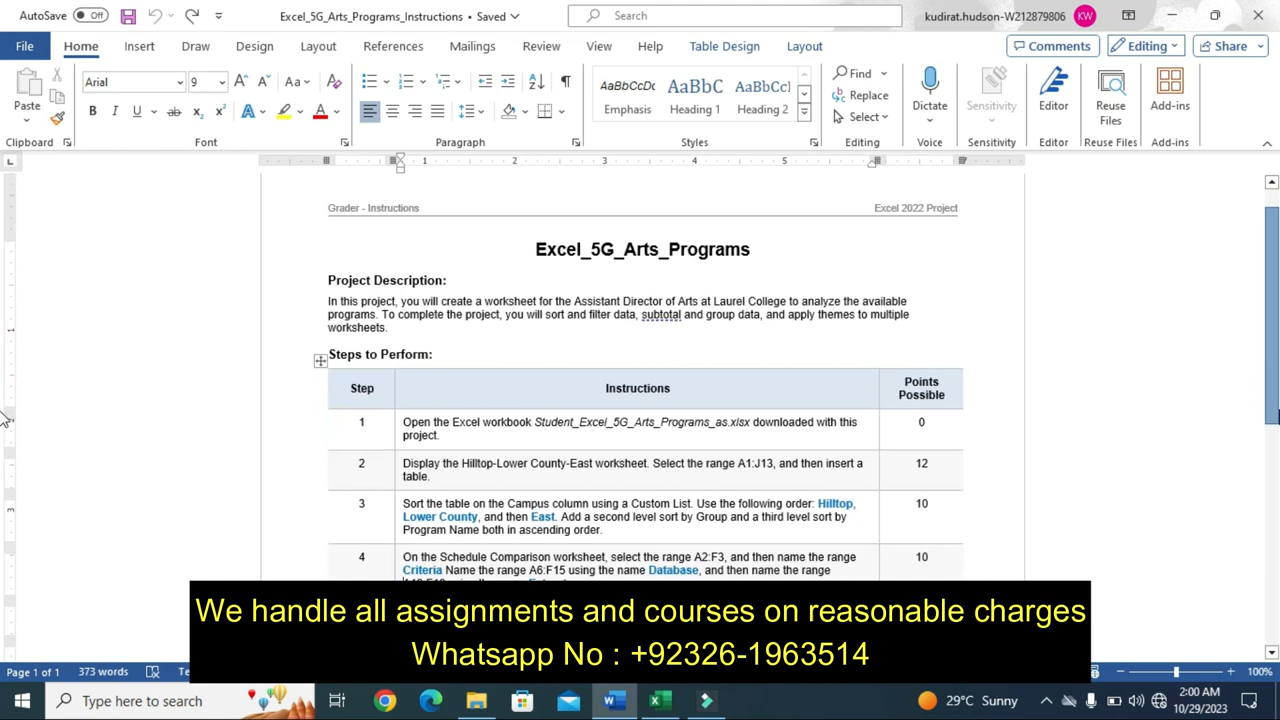 AutoSave Off Excel_5G_Arts_Programs_Instructions • Saved Search kudirat.hudson-W212879806 KW
File Home Insert Draw Design Layout References Mailings Review View Help Table Design Layout Comments Editing Share
Arial 9 Aa AaBbCcDc AaBbC AaBbCcI Find
Paste Replace Dictate Sensitivity Editor Reuse Files Add-ins
B I U ab x₂ x² A A Emphasis Heading 1 Heading 2 Select
Clipboard Font Paragraph Styles Editing Voice Sensitivity Editor Reuse Files Add-ins
1 2 3 4 5
Grader - Instructions Excel 2022 Project
Excel_5G_Arts_Programs
Project Description:
In this project, you will create a worksheet for the Assistant Director of Arts at Laurel College to analyze the available
programs. To complete the project, you will sort and filter data, subtotal and group data, and apply themes to multiple
worksheets.
Steps to Perform:
Step Instructions Points Possible
1 Open the Excel workbook Student_Excel_5G_Arts_Programs_as.xlsx downloaded with this 0
project.
2 Display the Hilltop-Lower County-East worksheet. Select the range A1:J13, and then insert a 12
table.
3 Sort the table on the Campus column using a Custom List. Use the following order: Hilltop, 10
Lower County, and then East. Add a second level sort by Group and a third level sort by
Program Name both in ascending order.
4 On the Schedule Comparison worksheet, select the range A2:F3, and then name the range 10
Criteria Name the range A6:F15 using the name Database, and then name the range
We handle all assignments and courses on reasonable charges
Whatsapp No : +92326-1963514
Page 1 of 1 373 words 100%
Type here to search 29°C Sunny 2:00 AM
10/29/2023